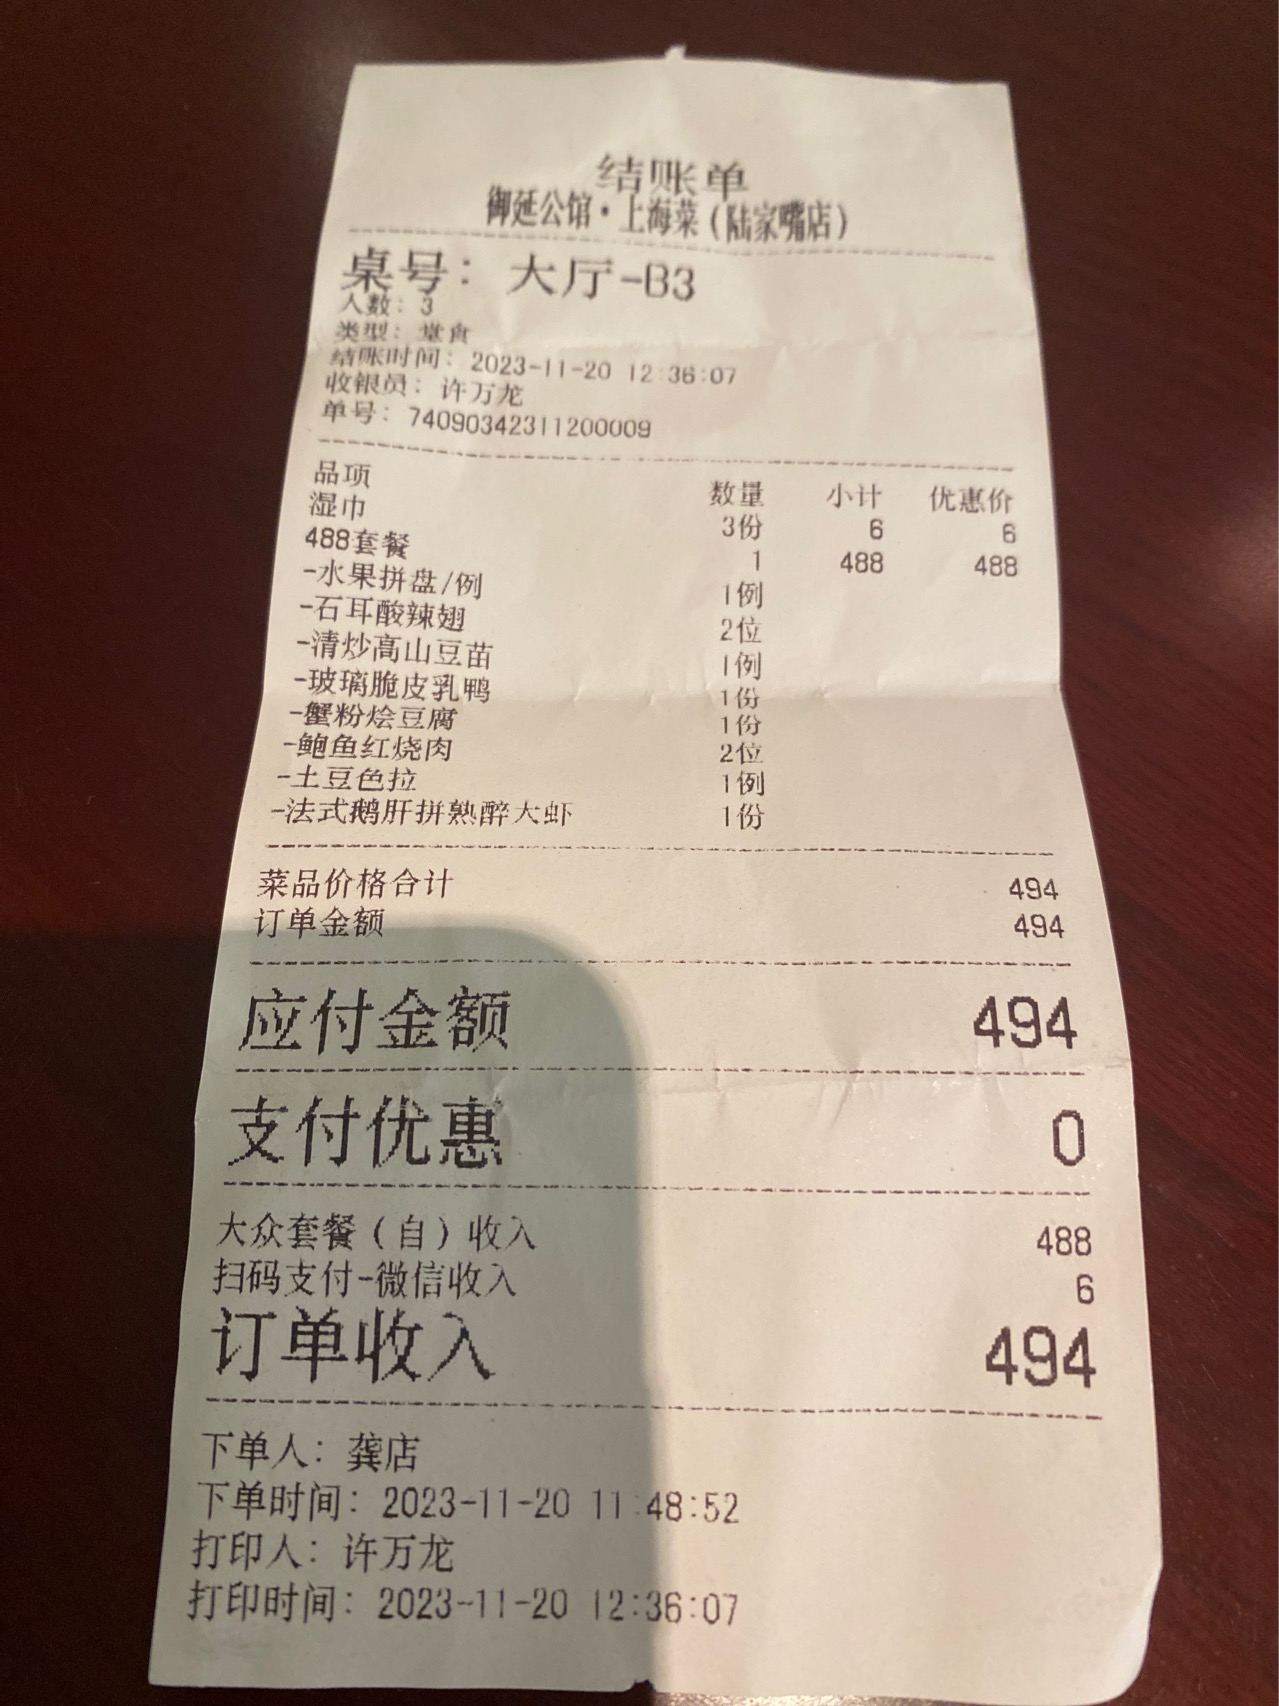 结账单
御延公馆·上海菜(陆家嘴店)
桌号: 大厅-B3
人数: 3
类型: 堂食
结账时间: 2023-11-20 12:36:07
收银员: 许万龙
单号: 740903423112000​09
品项 数量 小计 优惠价
湿巾 3份 6 6
488套餐 1 488 488
-水果拼盘/例 1例
-石耳酸辣翅 2位
-清炒高山豆苗 1例
-玻璃脆皮乳鸭 1份
-蟹粉烩豆腐 1份
-鲍鱼红烧肉 2位
-土豆色拉 1例
-法式鹅肝拼熟醉大虾 1份
菜品价格合计 494
订单金额 494
应付金额 494
支付优惠 0
大众套餐(自)收入 488
扫码支付-微信收入 6
订单收入 494
下单人: 龚店
下单时间: 2023-11-20 11:48:52
打印人: 许万龙
打印时间: 2023-11-20 12:36:07